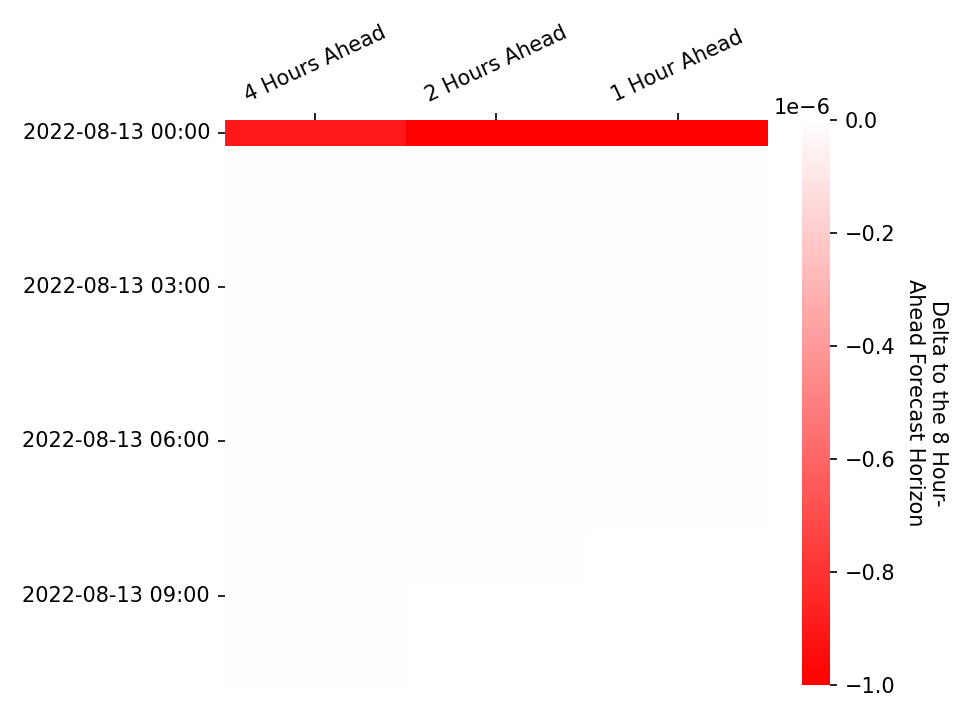 4 Hours Ahead
2 Hours Ahead
1 Hour Ahead
1e−6
2022-08-13 00:00
2022-08-13 03:00
2022-08-13 06:00
2022-08-13 09:00
0.0
−0.2
−0.4
−0.6
−0.8
−1.0
Delta to the 8 Hour-
Ahead Forecast Horizon